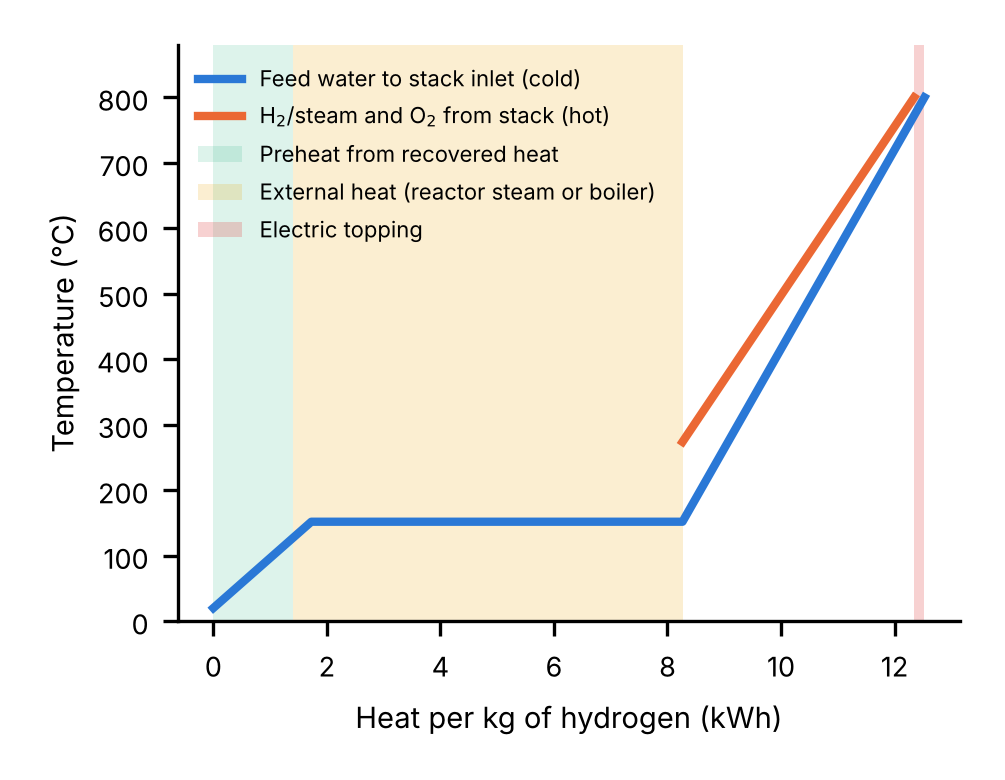 Feed water to stack inlet (cold)
H₂/steam and O₂ from stack (hot)
Preheat from recovered heat
External heat (reactor steam or boiler)
Electric topping
Temperature (°C)
800
700
600
500
400
300
200
100
0
0 2 4 6 8 10 12
Heat per kg of hydrogen (kWh)